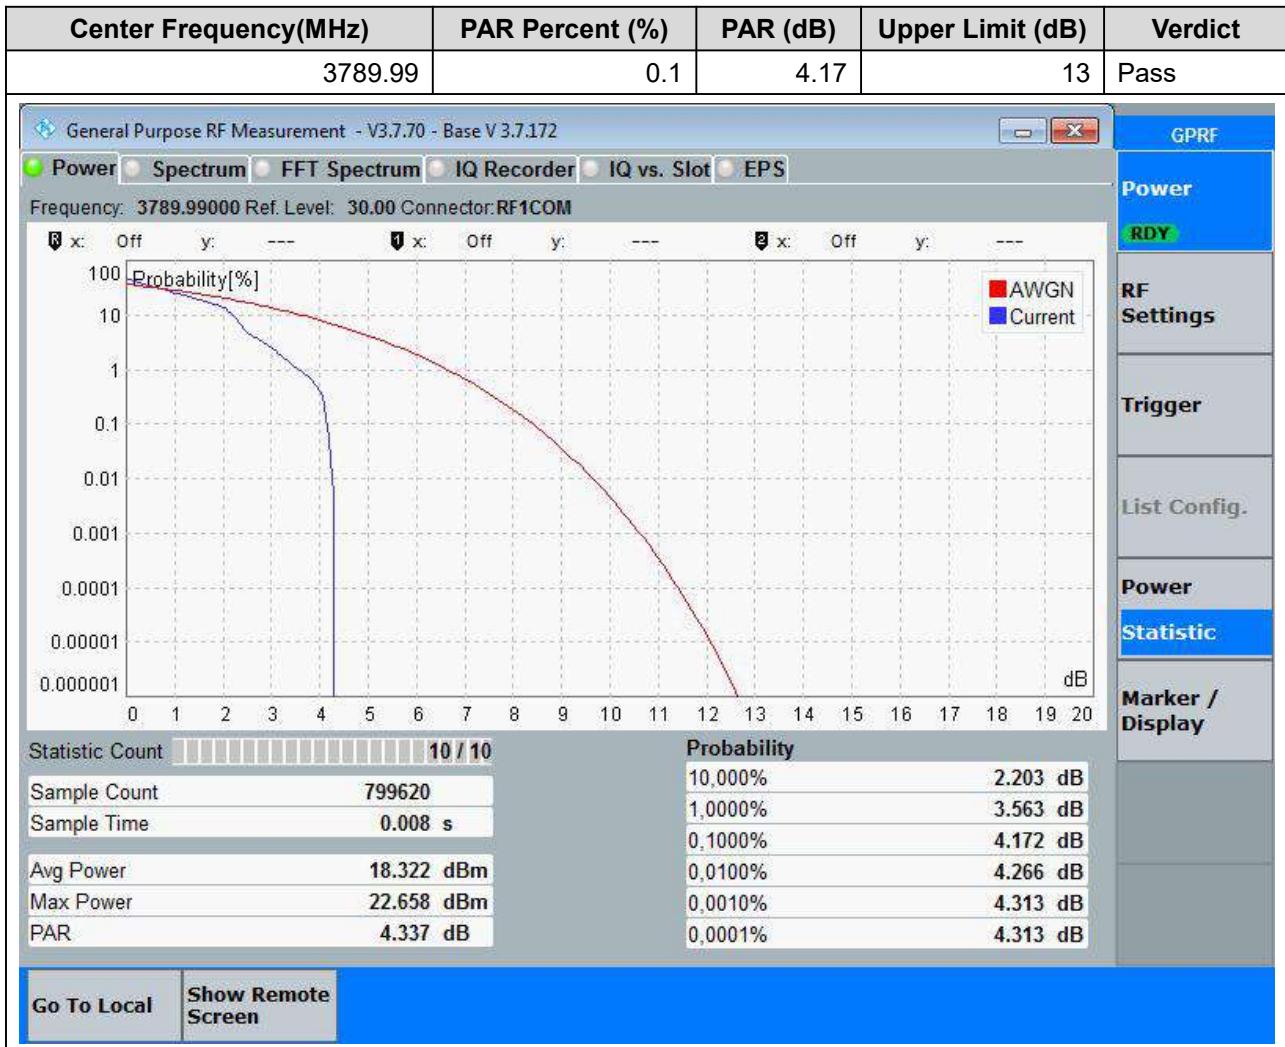 Center Frequency(MHz) PAR Percent (%) PAR (dB) Upper Limit (dB) Verdict
3789.99 0.1 4.17 13 Pass
General Purpose RF Measurement - V3.7.70 - Base V 3.7.172
GPRF
Power Spectrum FFT Spectrum IQ Recorder IQ vs. Slot EPS
Frequency: 3789.99000 Ref. Level: 30.00 Connector:RF1COM
R x: Off y: --- 1 x: Off y: --- 2 x: Off y: ---
Probability[%]
AWGN
Current
100
10
1
0.1
0.01
0.001
0.0001
0.00001
0.000001
dB
0 1 2 3 4 5 6 7 8 9 10 11 12 13 14 15 16 17 18 19 20
Statistic Count 10 / 10
Sample Count 799620
Sample Time 0.008 s
Avg Power 18.322 dBm
Max Power 22.658 dBm
PAR 4.337 dB
Probability
10,000% 2.203 dB
1,0000% 3.563 dB
0,1000% 4.172 dB
0,0100% 4.266 dB
0,0010% 4.313 dB
0,0001% 4.313 dB
Power
RDY
RF
Settings
Trigger
List Config.
Power
Statistic
Marker /
Display
Go To Local
Show Remote
Screen